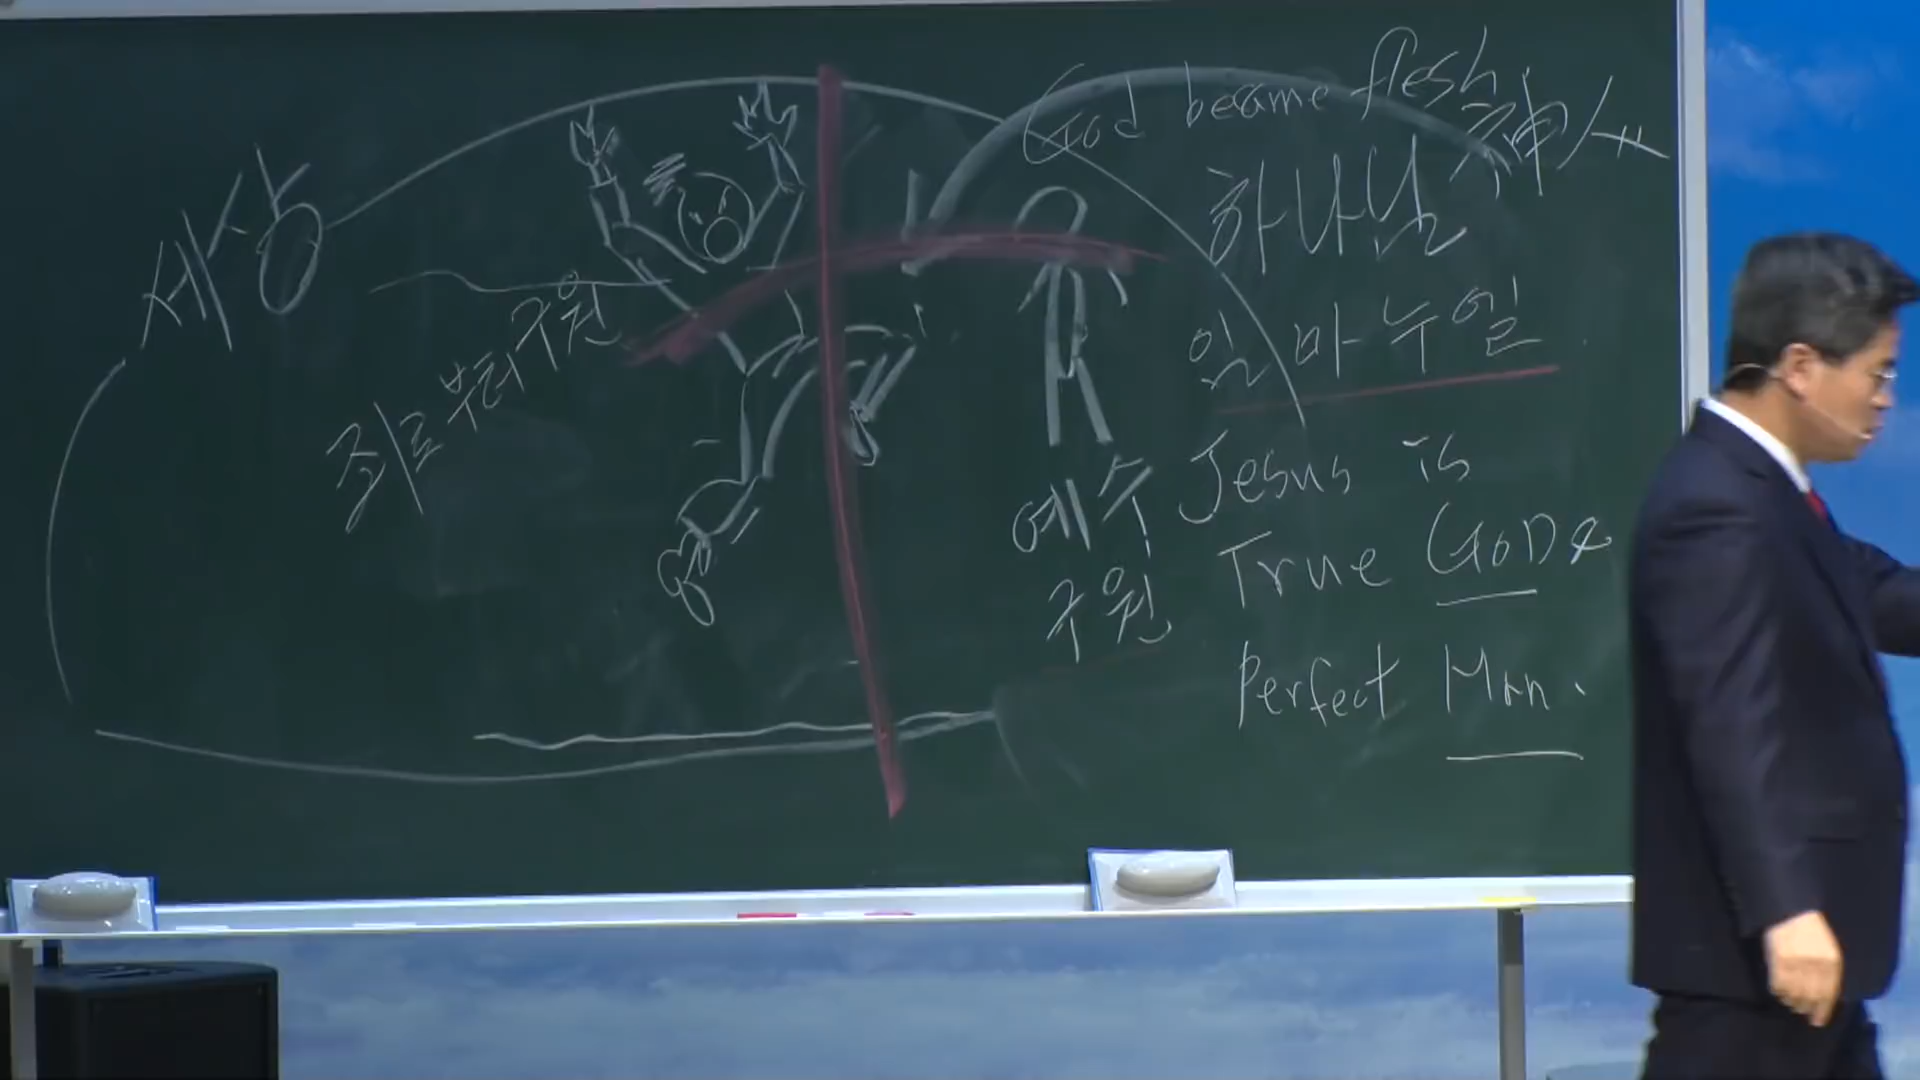 세상
죄로부터 구원
God became flesh
神人
하나님
임마누엘
예수
구원
Jesus is
True GOD &
Perfect Man.